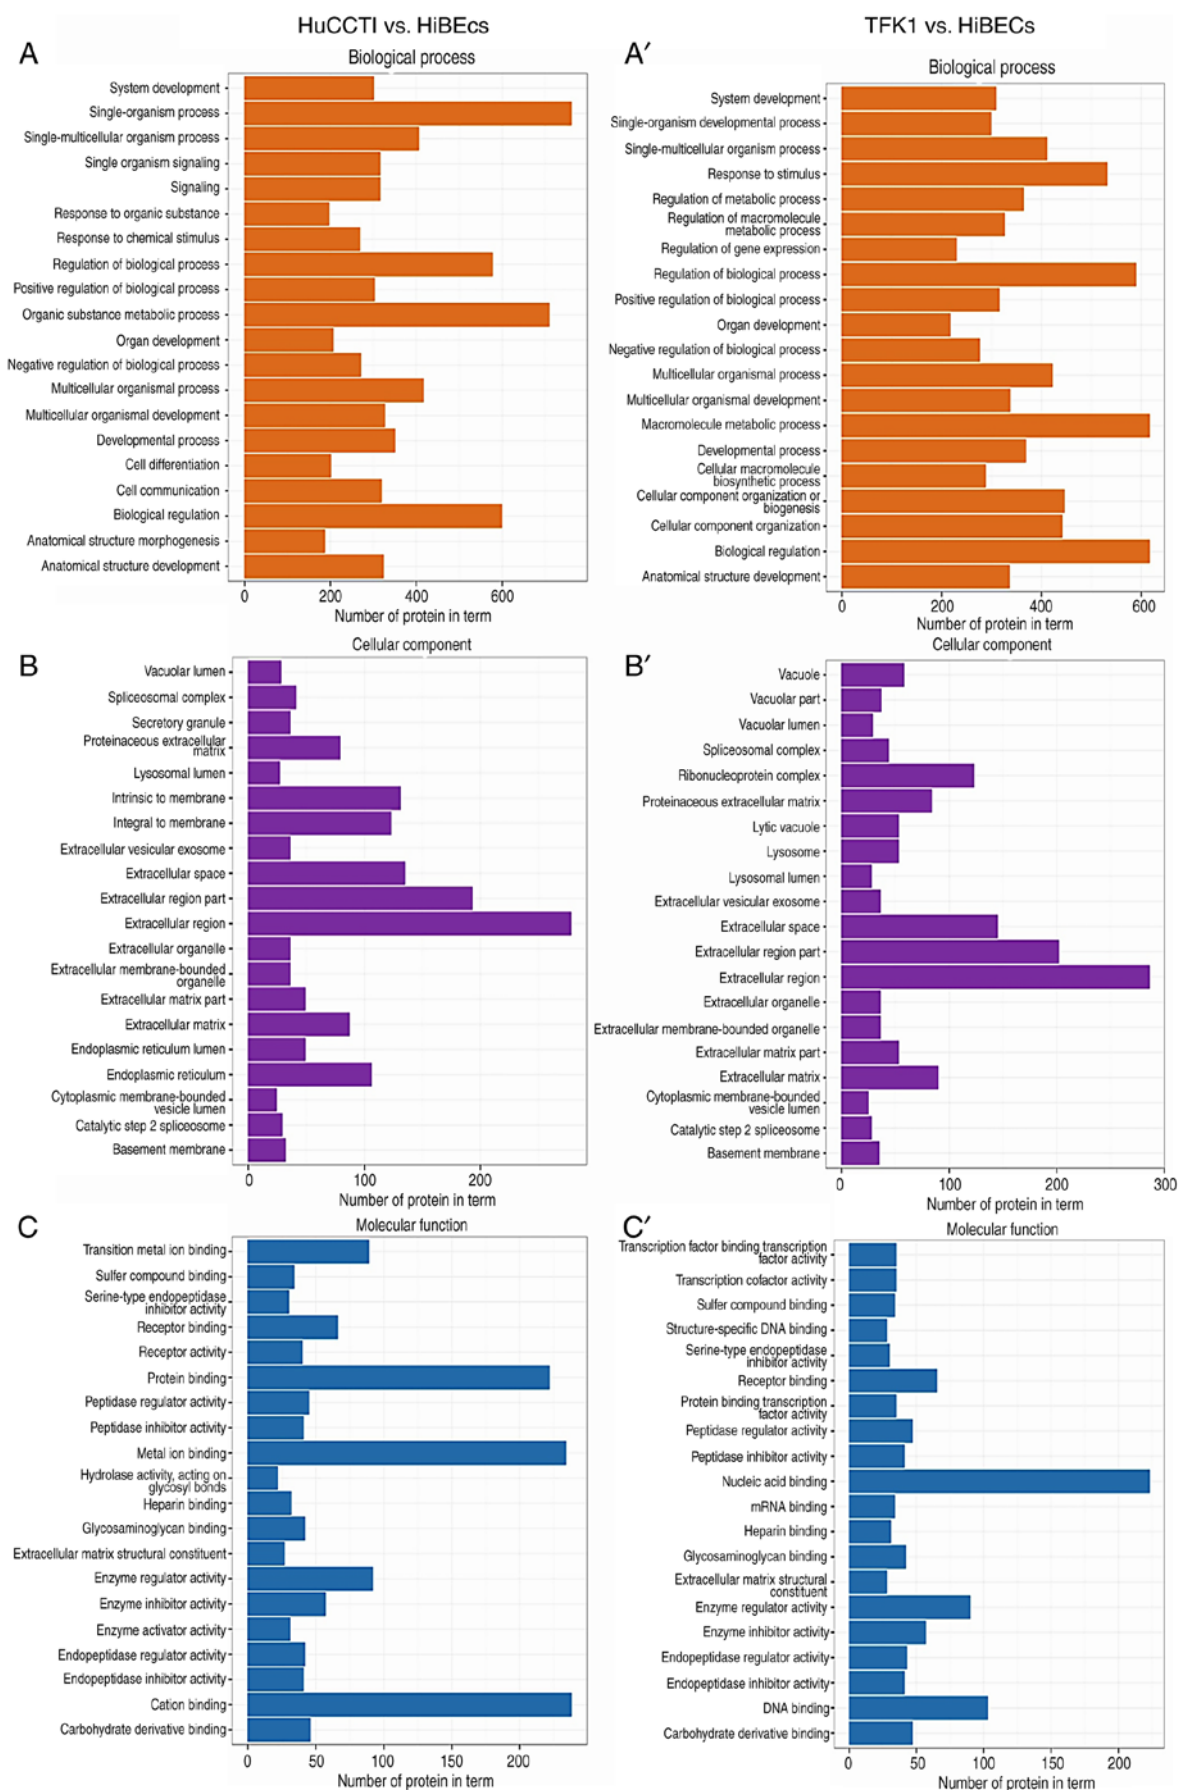 HuCCTI vs. HiBEcs
TFK1 vs. HiBECs
A
Biological process
System development
Single-organism process
Single-multicellular organism process
Single organism signaling
Signaling
Response to organic substance
Response to chemical stimulus
Regulation of biological process
Positive regulation of biological process
Organic substance metabolic process
Organ development
Negative regulation of biological process
Multicellular organismal process
Multicellular organismal development
Developmental process
Cell differentiation
Cell communication
Biological regulation
Anatomical structure morphogenesis
Anatomical structure development
0 200 400 600
Number of protein in term
A′
Biological process
System development
Single-organism developmental process
Single-multicellular organism process
Response to stimulus
Regulation of metabolic process
Regulation of macromolecule
metabolic process
Regulation of gene expression
Regulation of biological process
Positive regulation of biological process
Organ development
Negative regulation of biological process
Multicellular organismal process
Multicellular organismal development
Macromolecule metabolic process
Developmental process
Cellular macromolecule
biosynthetic process
Cellular component organization or
biogenesis
Cellular component organization
Biological regulation
Anatomical structure development
0 200 400 600
Number of protein in term
B
Cellular component
Vacuolar lumen
Spliceosomal complex
Secretory granule
Proteinaceous extracellular
matrix
Lysosomal lumen
Intrinsic to membrane
Integral to membrane
Extracellular vesicular exosome
Extracellular space
Extracellular region part
Extracellular region
Extracellular organelle
Extracellular membrane-bounded
organelle
Extracellular matrix part
Extracellular matrix
Endoplasmic reticulum lumen
Endoplasmic reticulum
Cytoplasmic membrane-bounded
vesicle lumen
Catalytic step 2 spliceosome
Basement membrane
0 100 200
Number of protein in term
B′
Cellular component
Vacuole
Vacuolar part
Vacuolar lumen
Spliceosomal complex
Ribonucleoprotein complex
Proteinaceous extracellular matrix
Lytic vacuole
Lysosome
Lysosomal lumen
Extracellular vesicular exosome
Extracellular space
Extracellular region part
Extracellular region
Extracellular organelle
Extracellular membrane-bounded organelle
Extracellular matrix part
Extracellular matrix
Cytoplasmic membrane-bounded
vesicle lumen
Catalytic step 2 spliceosome
Basement membrane
0 100 200 300
Number of protein in term
C
Molecular function
Transition metal ion binding
Sulfer compound binding
Serine-type endopeptidase
inhibitor activity
Receptor binding
Receptor activity
Protein binding
Peptidase regulator activity
Peptidase inhibitor activity
Metal ion binding
Hydrolase activity, acting on
glycosyl bonds
Heparin binding
Glycosaminoglycan binding
Extracellular matrix structural constituent
Enzyme regulator activity
Enzyme inhibitor activity
Enzyme activator activity
Endopeptidase regulator activity
Endopeptidase inhibitor activity
Cation binding
Carbohydrate derivative binding
0 50 100 150 200
Number of protein in term
C′
Molecular function
Transcription factor binding transcription
factor activity
Transcription cofactor activity
Sulfer compound binding
Structure-specific DNA binding
Serine-type endopeptidase
inhibitor activity
Receptor binding
Protein binding transcription
factor activity
Peptidase regulator activity
Peptidase inhibitor activity
Nucleic acid binding
mRNA binding
Heparin binding
Glycosaminoglycan binding
Extracellular matrix structural
constituent
Enzyme regulator activity
Enzyme inhibitor activity
Endopeptidase regulator activity
Endopeptidase inhibitor activity
DNA binding
Carbohydrate derivative binding
0 50 100 150 200
Number of protein in term